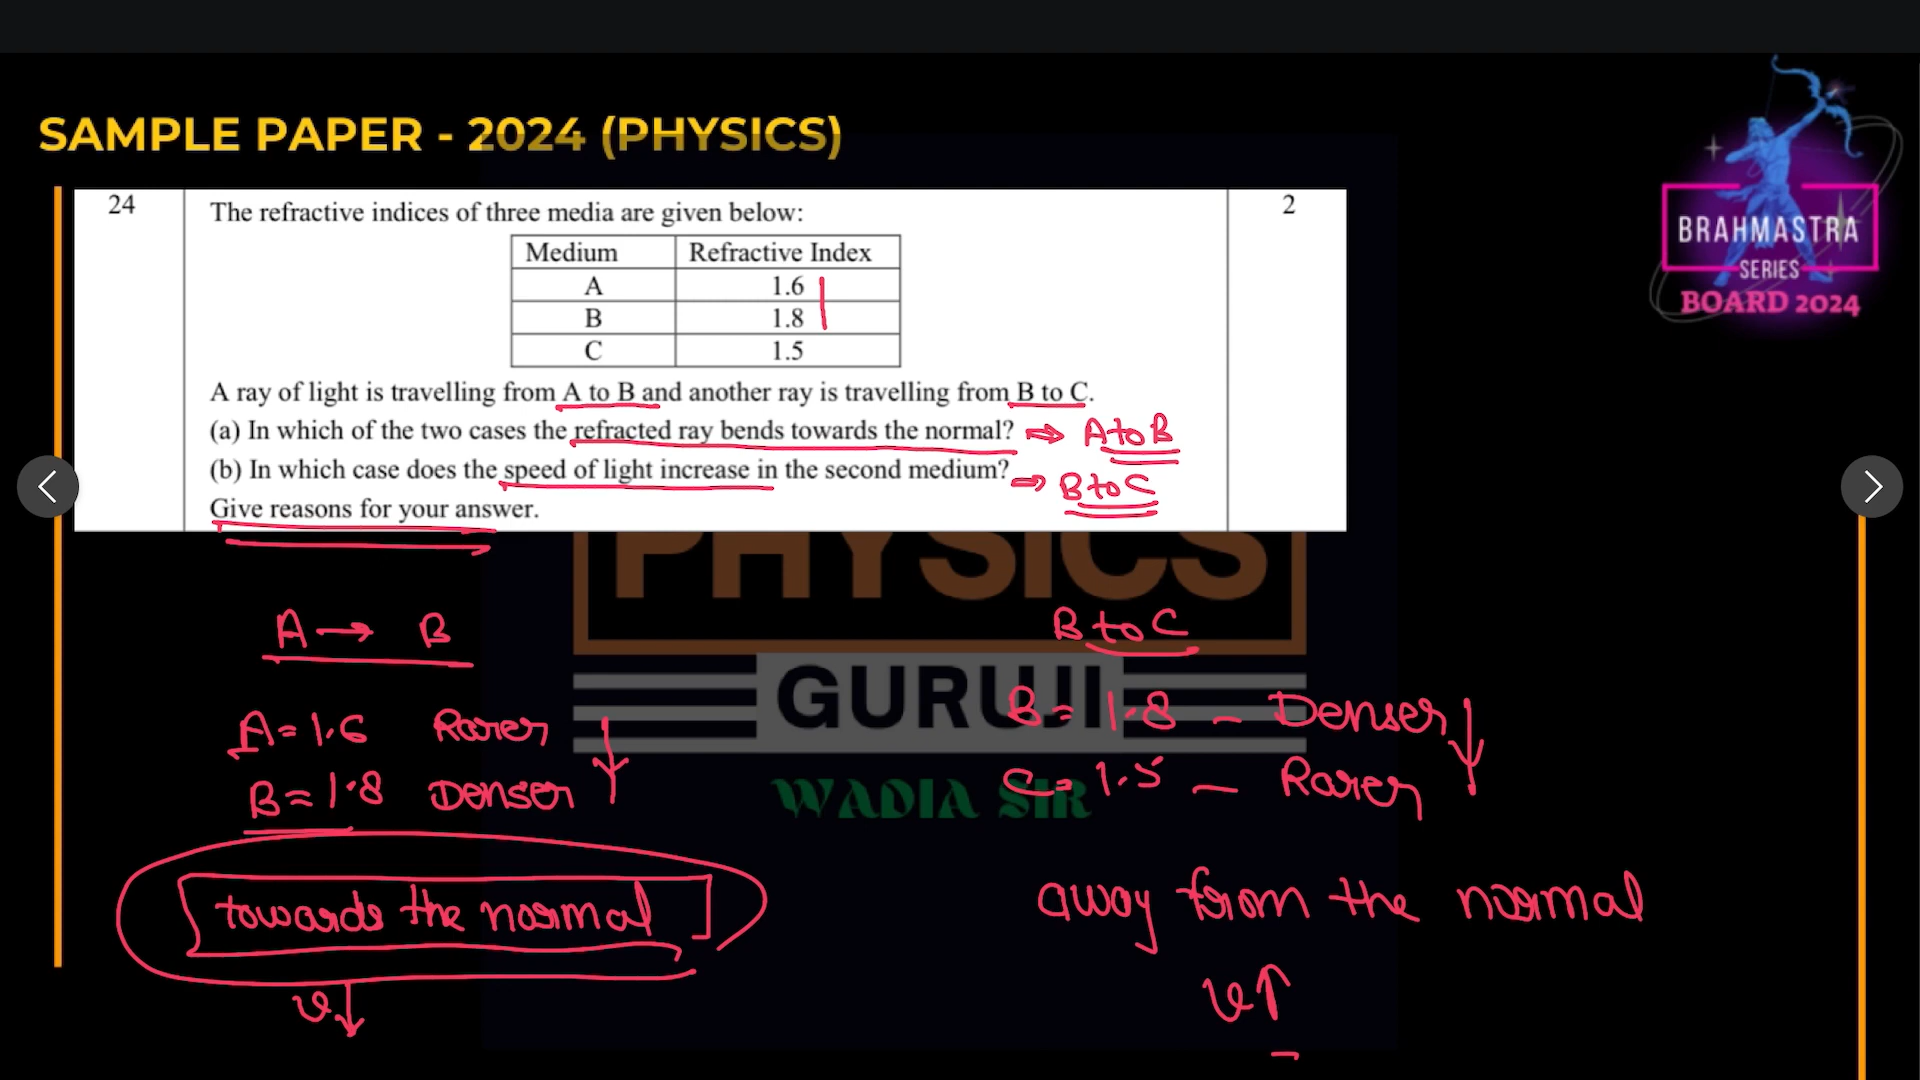 SAMPLE PAPER - 2024 (PHYSICS)
BRAHMASTRA
SERIES
BOARD 2024
24
The refractive indices of three media are given below:
2
Medium Refractive Index
A 1.6
B 1.8
C 1.5
A ray of light is travelling from A to B and another ray is travelling from B to C.
(a) In which of the two cases the refracted ray bends towards the normal? ⇒ A to B
(b) In which case does the speed of light increase in the second medium? ⇒ B to C
Give reasons for your answer.
PHYSICS
GURUJI
WADIA SIR
A → B
A = 1.6 Rarer
B = 1.8 Denser
towards the normal
v↓
B to C
B = 1.8 - Denser
C = 1.5 - Rarer
away from the normal
v↑